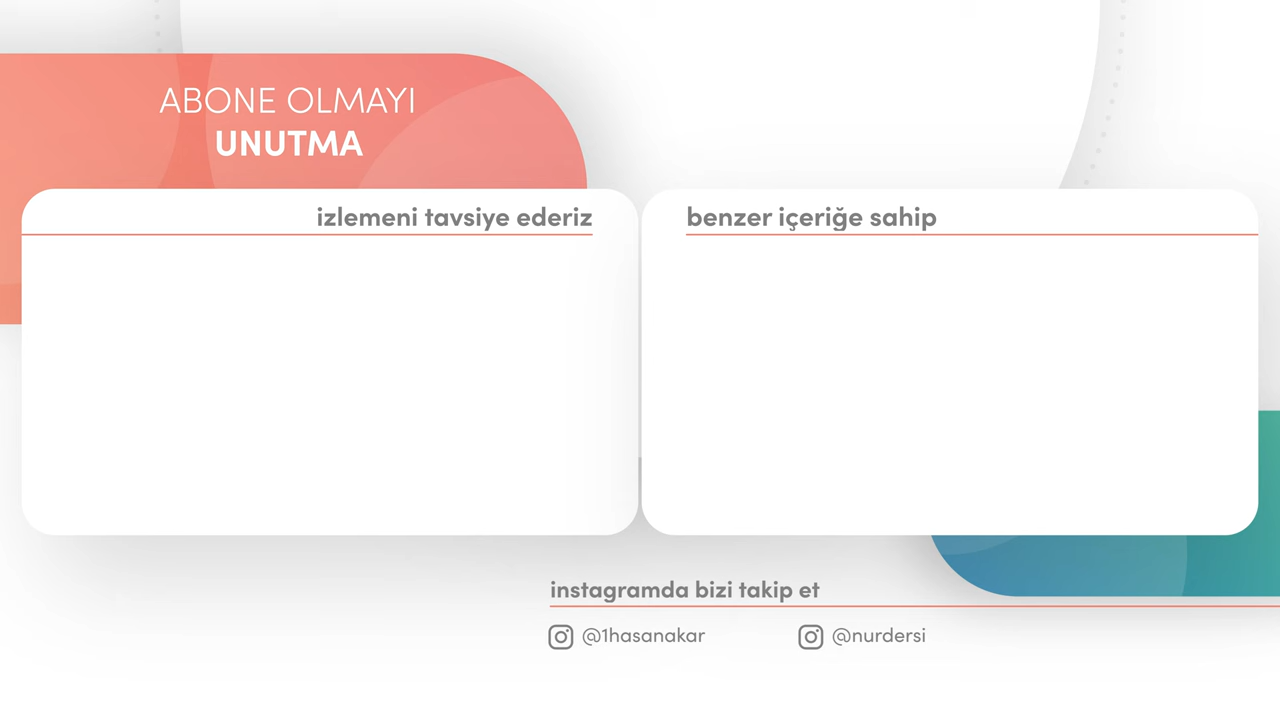 ABONE OLMAYI
UNUTMA
izlemeni tavsiye ederiz
benzer içeriğe sahip
instagramda bizi takip et
@1hasanakar
@nurdersi